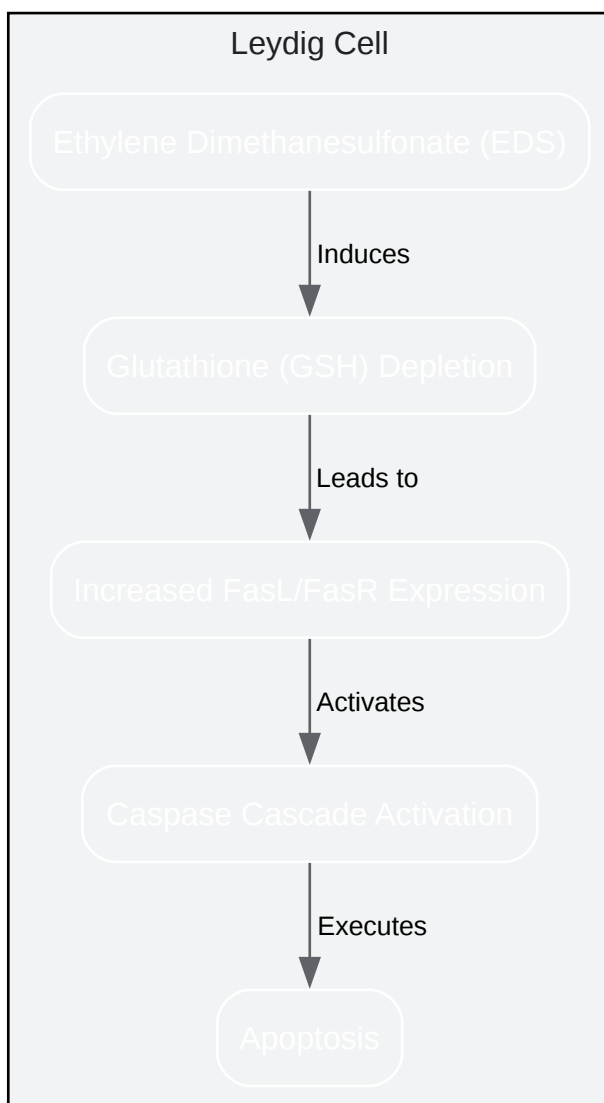 Leydig Cell
Ethylene Dimethanesulfonate (EDS)
Induces
Glutathione (GSH) Depletion
Leads to
Increased FasL/FasR Expression
Activates
Caspase Cascade Activation
Executes
Apoptosis